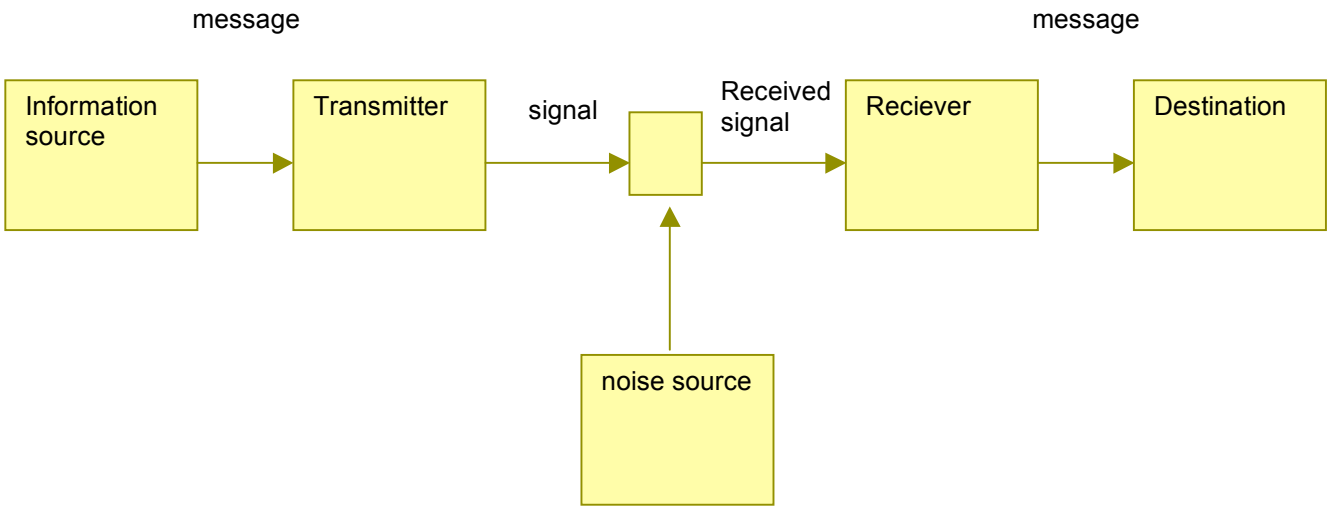 message
message
Information
source
Transmitter
signal
Received
signal
Reciever
Destination
noise source